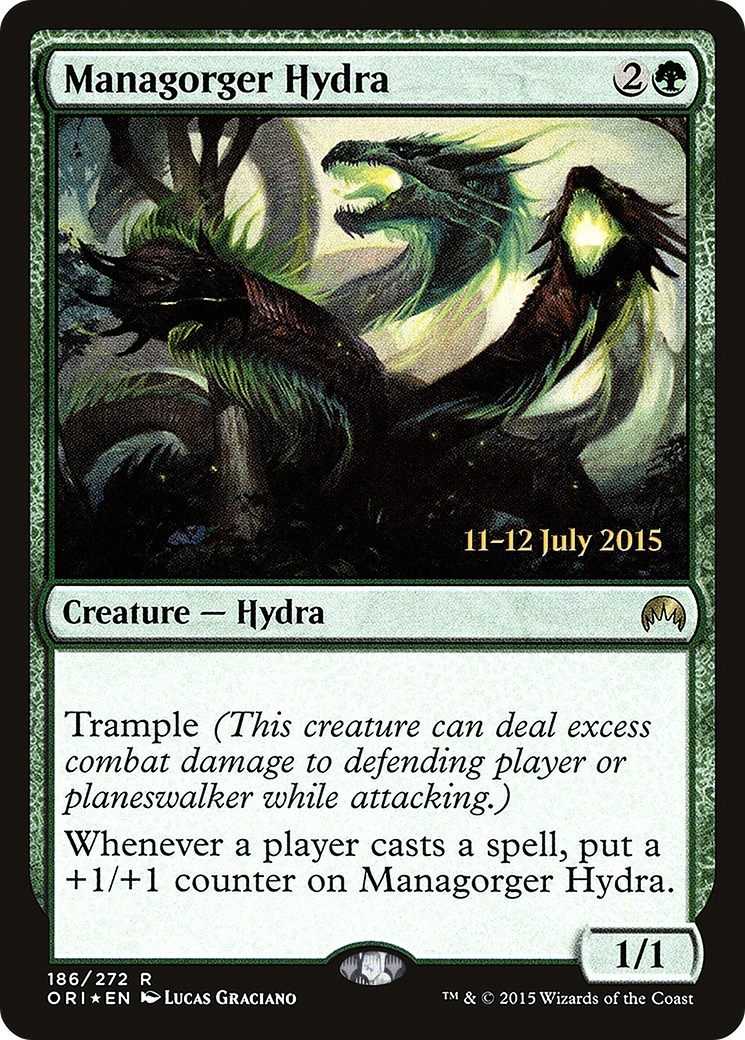 Managorger Hydra 2
11–12 July 2015
Creature — Hydra
Trample (This creature can deal excess
combat damage to defending player or
planeswalker while attacking.)
Whenever a player casts a spell, put a
+1/+1 counter on Managorger Hydra.
1/1
186/272 R
ORI★EN Lucas Graciano
™ & © 2015 Wizards of the Coast